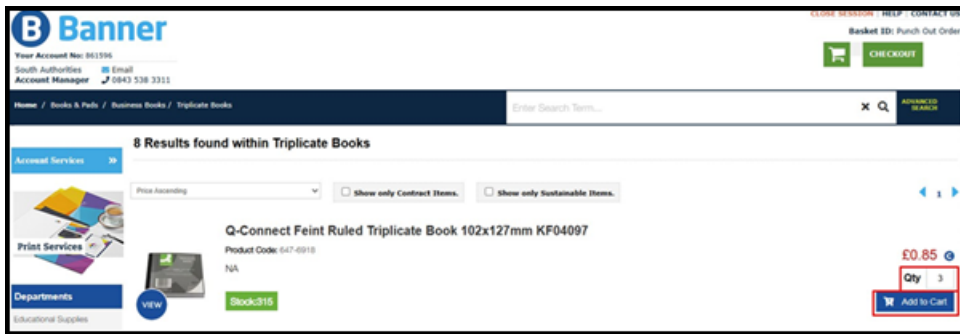 CLOSE SESSION | HELP | CONTACT US
B Banner
Basket ID: Punch Out Order
Your Account No: 861596
South Authorities Email
Account Manager 0843 538 3311
CHECKOUT
Home / Books & Pads / Business Books / Triplicate Books
Enter Search Term...
ADVANCED SEARCH
8 Results found within Triplicate Books
Account Services »
Price Ascending
Show only Contract Items.
Show only Sustainable Items.
1
Print Services
Q-Connect Feint Ruled Triplicate Book 102x127mm KF04097
Product Code: 647-6918
NA
£0.85 C
Qty 3
Departments
VIEW
Stock:315
Add to Cart
Educational Supplies